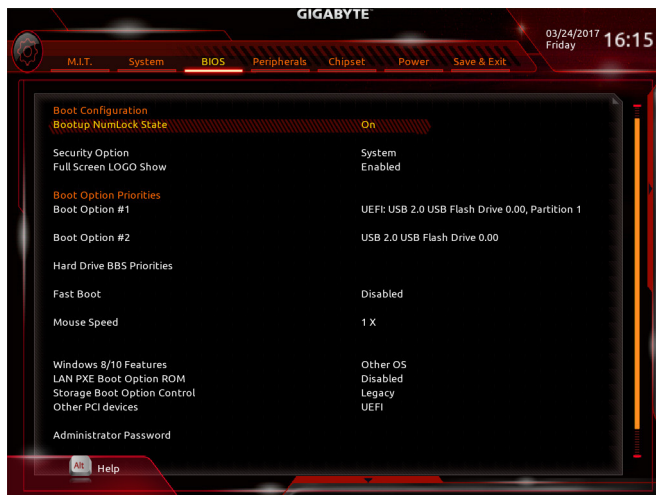 GIGABYTE™
03/24/2017 Friday 16:15
M.I.T. System BIOS Peripherals Chipset Power Save & Exit
Boot Configuration
Bootup NumLock State On
Security Option System
Full Screen LOGO Show Enabled
Boot Option Priorities
Boot Option #1 UEFI: USB 2.0 USB Flash Drive 0.00, Partition 1
Boot Option #2 USB 2.0 USB Flash Drive 0.00
Hard Drive BBS Priorities
Fast Boot Disabled
Mouse Speed 1 X
Windows 8/10 Features Other OS
LAN PXE Boot Option ROM Disabled
Storage Boot Option Control Legacy
Other PCI devices UEFI
Administrator Password
Alt Help